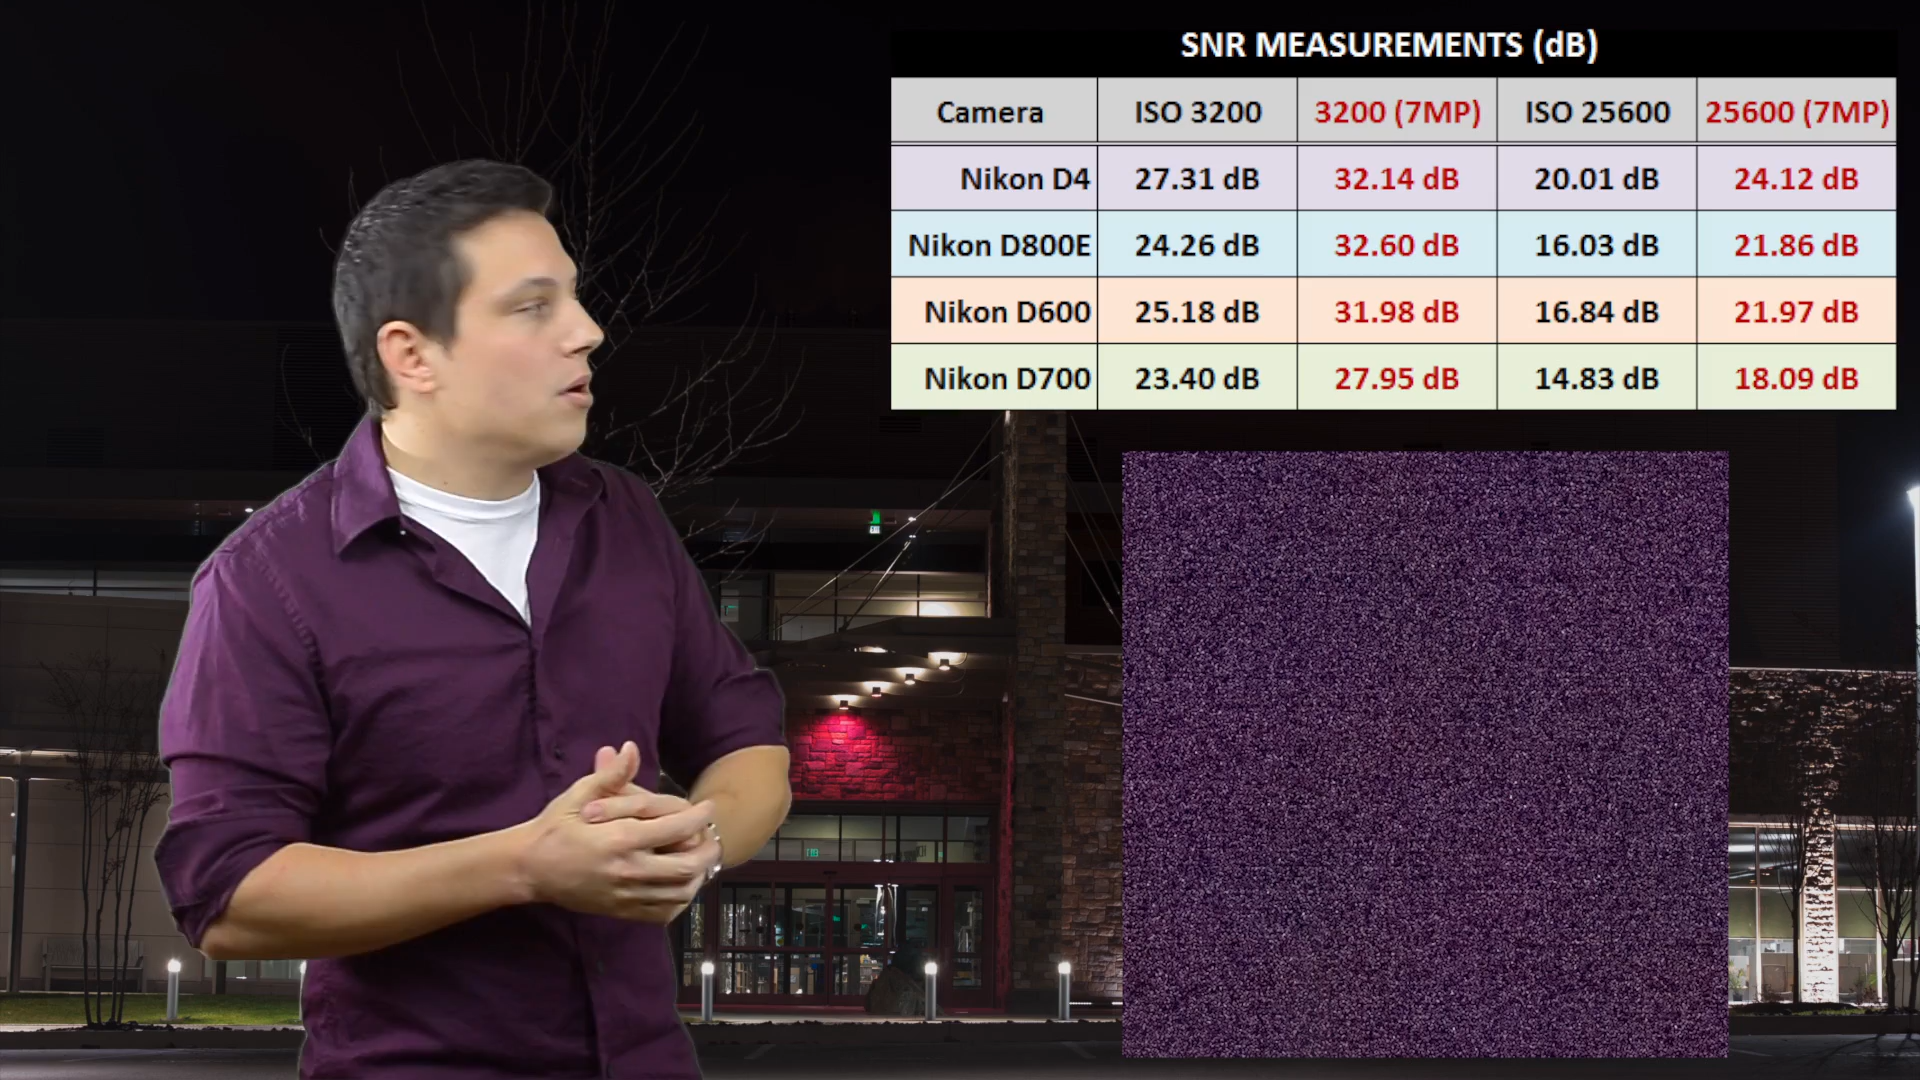 SNR MEASUREMENTS (dB)
Camera ISO 3200 3200 (7MP) ISO 25600 25600 (7MP)
Nikon D4 27.31 dB 32.14 dB 20.01 dB 24.12 dB
Nikon D800E 24.26 dB 32.60 dB 16.03 dB 21.86 dB
Nikon D600 25.18 dB 31.98 dB 16.84 dB 21.97 dB
Nikon D700 23.40 dB 27.95 dB 14.83 dB 18.09 dB